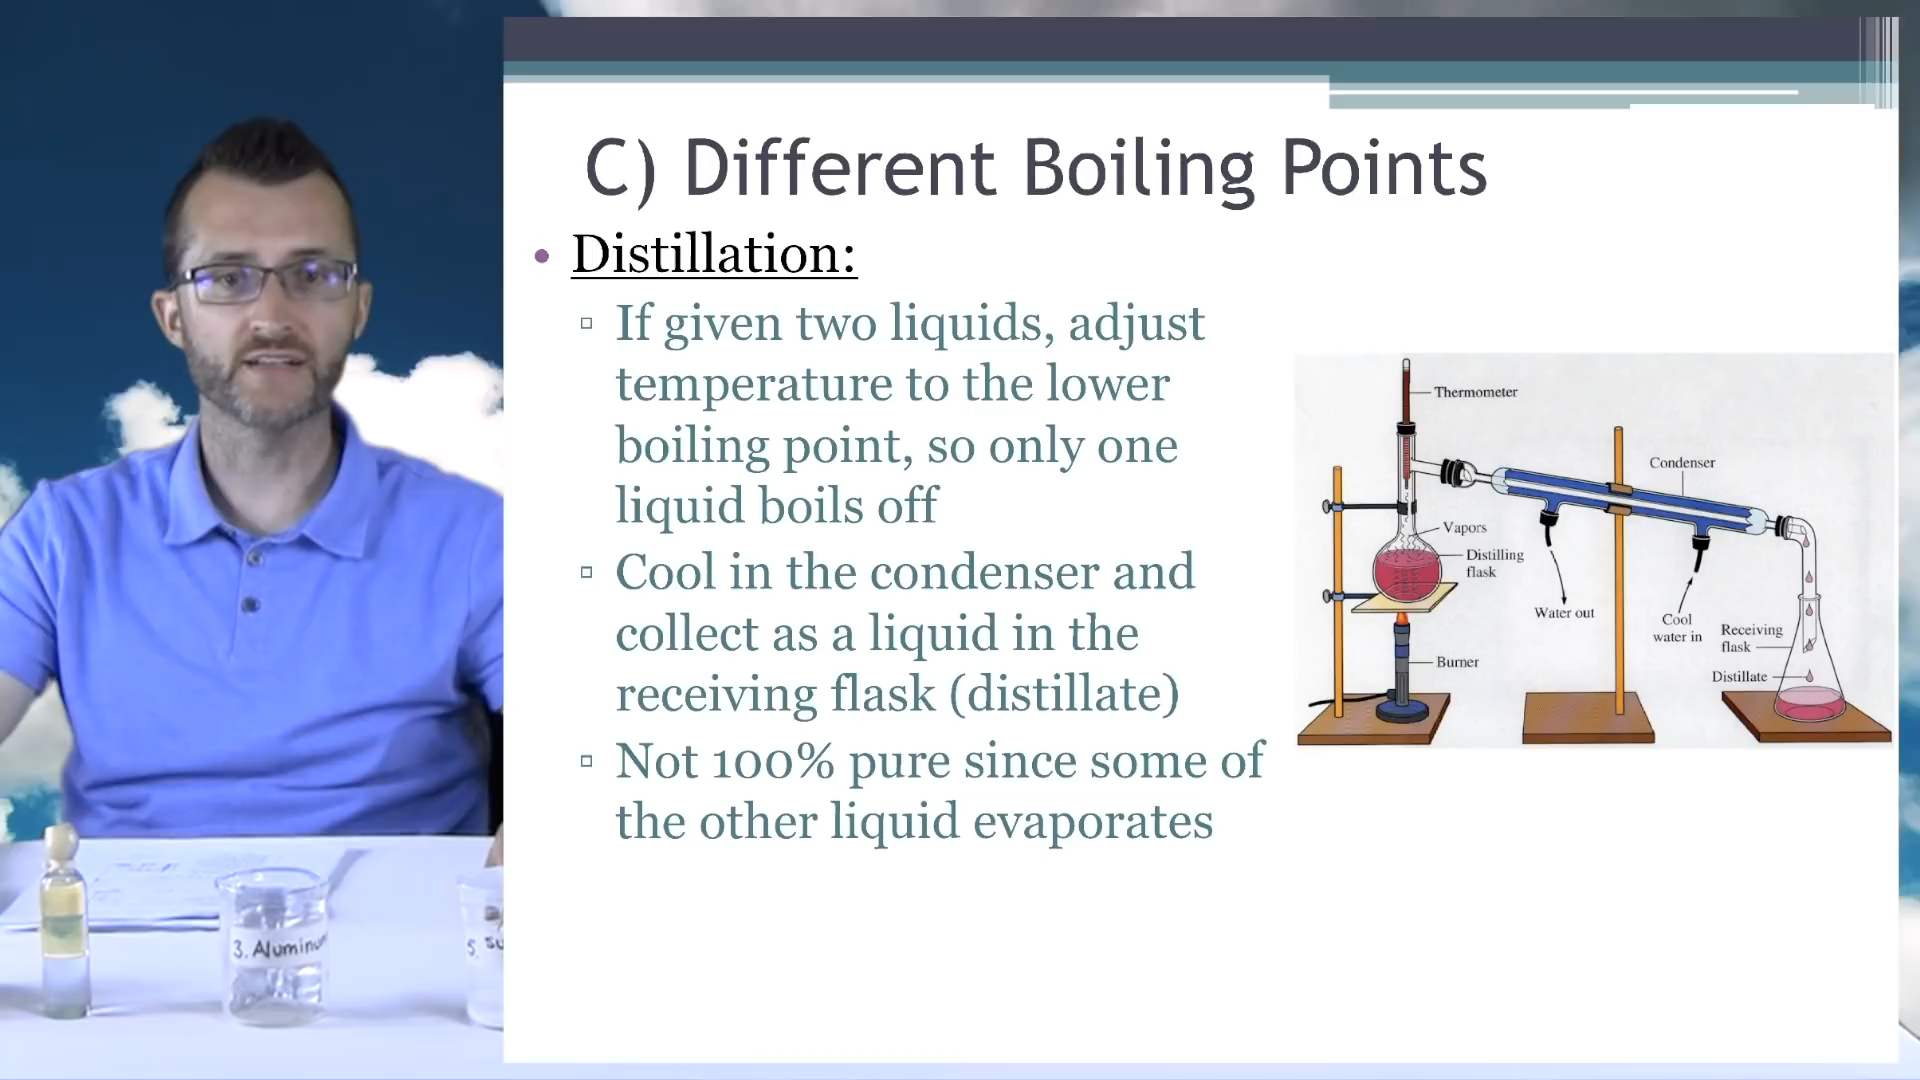 C) Different Boiling Points
• Distillation:
▫ If given two liquids, adjust
temperature to the lower
boiling point, so only one
liquid boils off
▫ Cool in the condenser and
collect as a liquid in the
receiving flask (distillate)
▫ Not 100% pure since some of
the other liquid evaporates
Thermometer
Condenser
Vapors
Distilling
flask
Water out
Cool
water in
Receiving
flask
Burner
Distillate
3. Aluminu
5. Su